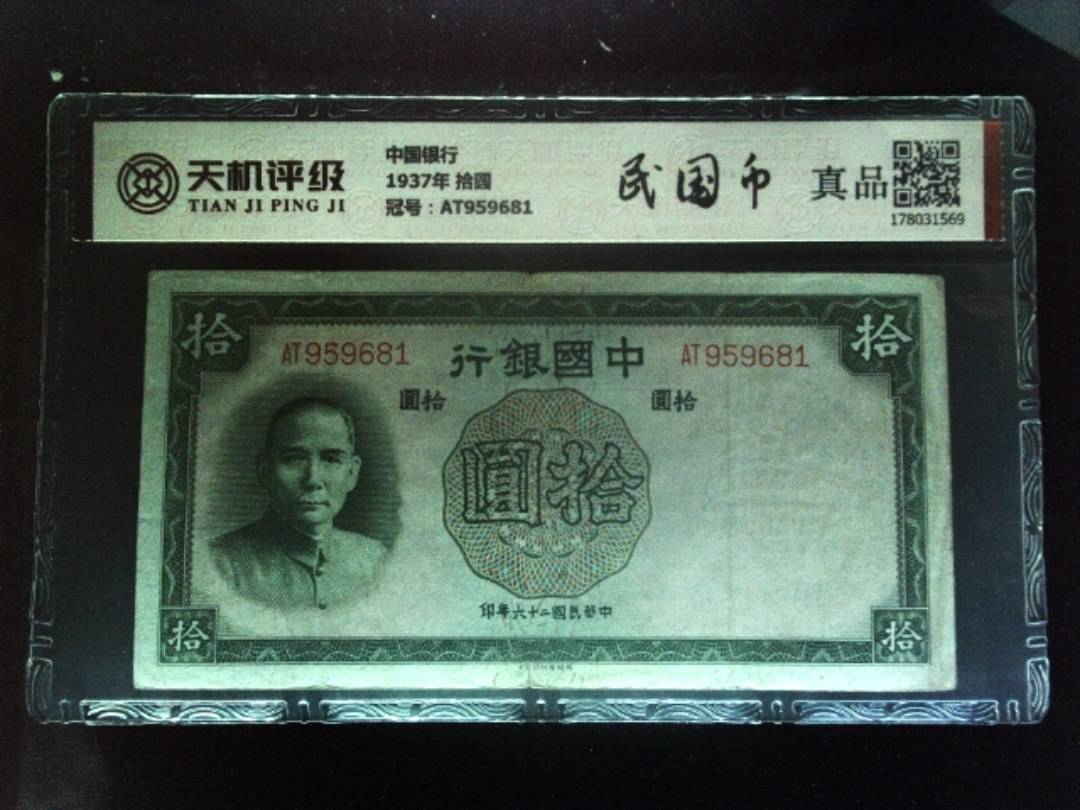 天机评级
TIAN JI PING JI
中国银行
1937年 拾圆
冠号：AT959681
民国币
真品
178031569
拾
拾
AT959681
行銀國中
AT959681
圓拾
圓拾
圓拾
印年六十二國民華中
拾
拾